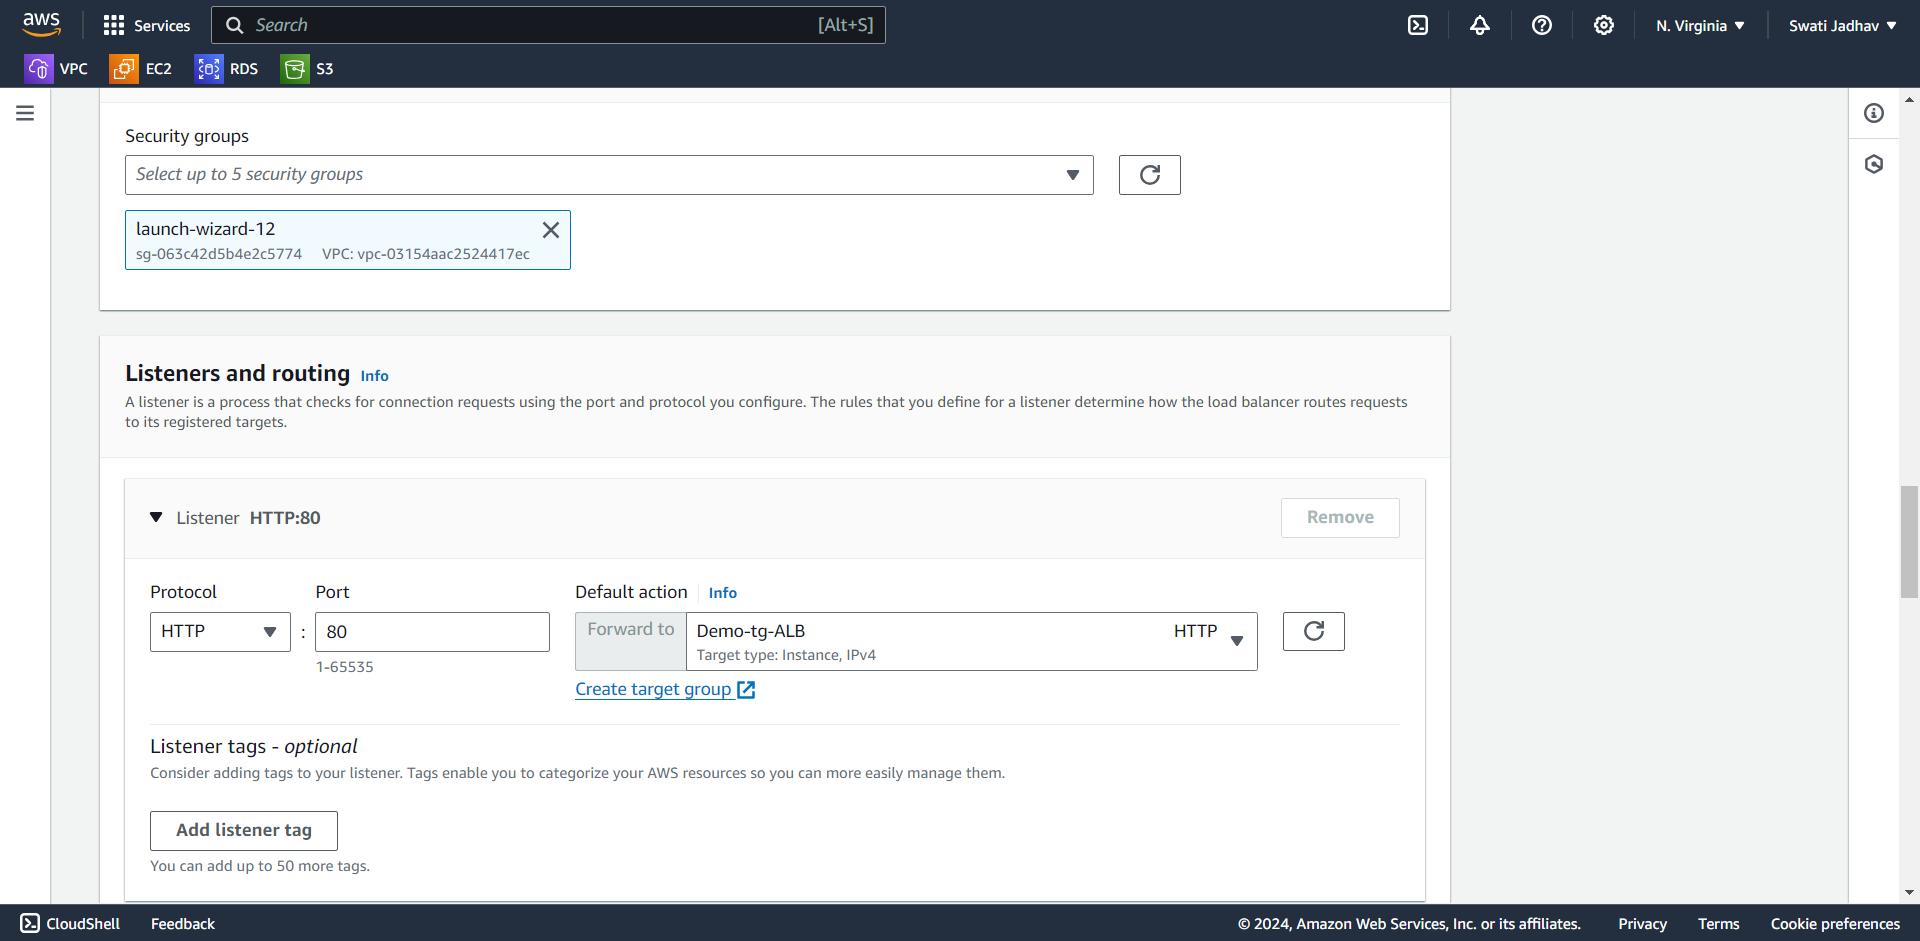 aws
Services
Search
[Alt+S]
N. Virginia
Swati Jadhav
VPC
EC2
RDS
S3
Security groups
Select up to 5 security groups
launch-wizard-12
sg-063c42d5b4e2c5774 VPC: vpc-03154aac2524417ec
Listeners and routing Info
A listener is a process that checks for connection requests using the port and protocol you configure. The rules that you define for a listener determine how the load balancer routes requests
to its registered targets.
Listener HTTP:80
Remove
Protocol
Port
Default action
Info
HTTP
:
80
Forward to
Demo-tg-ALB
HTTP
Target type: Instance, IPv4
1-65535
Create target group
Listener tags - optional
Consider adding tags to your listener. Tags enable you to categorize your AWS resources so you can more easily manage them.
Add listener tag
You can add up to 50 more tags.
CloudShell
Feedback
© 2024, Amazon Web Services, Inc. or its affiliates.
Privacy
Terms
Cookie preferences